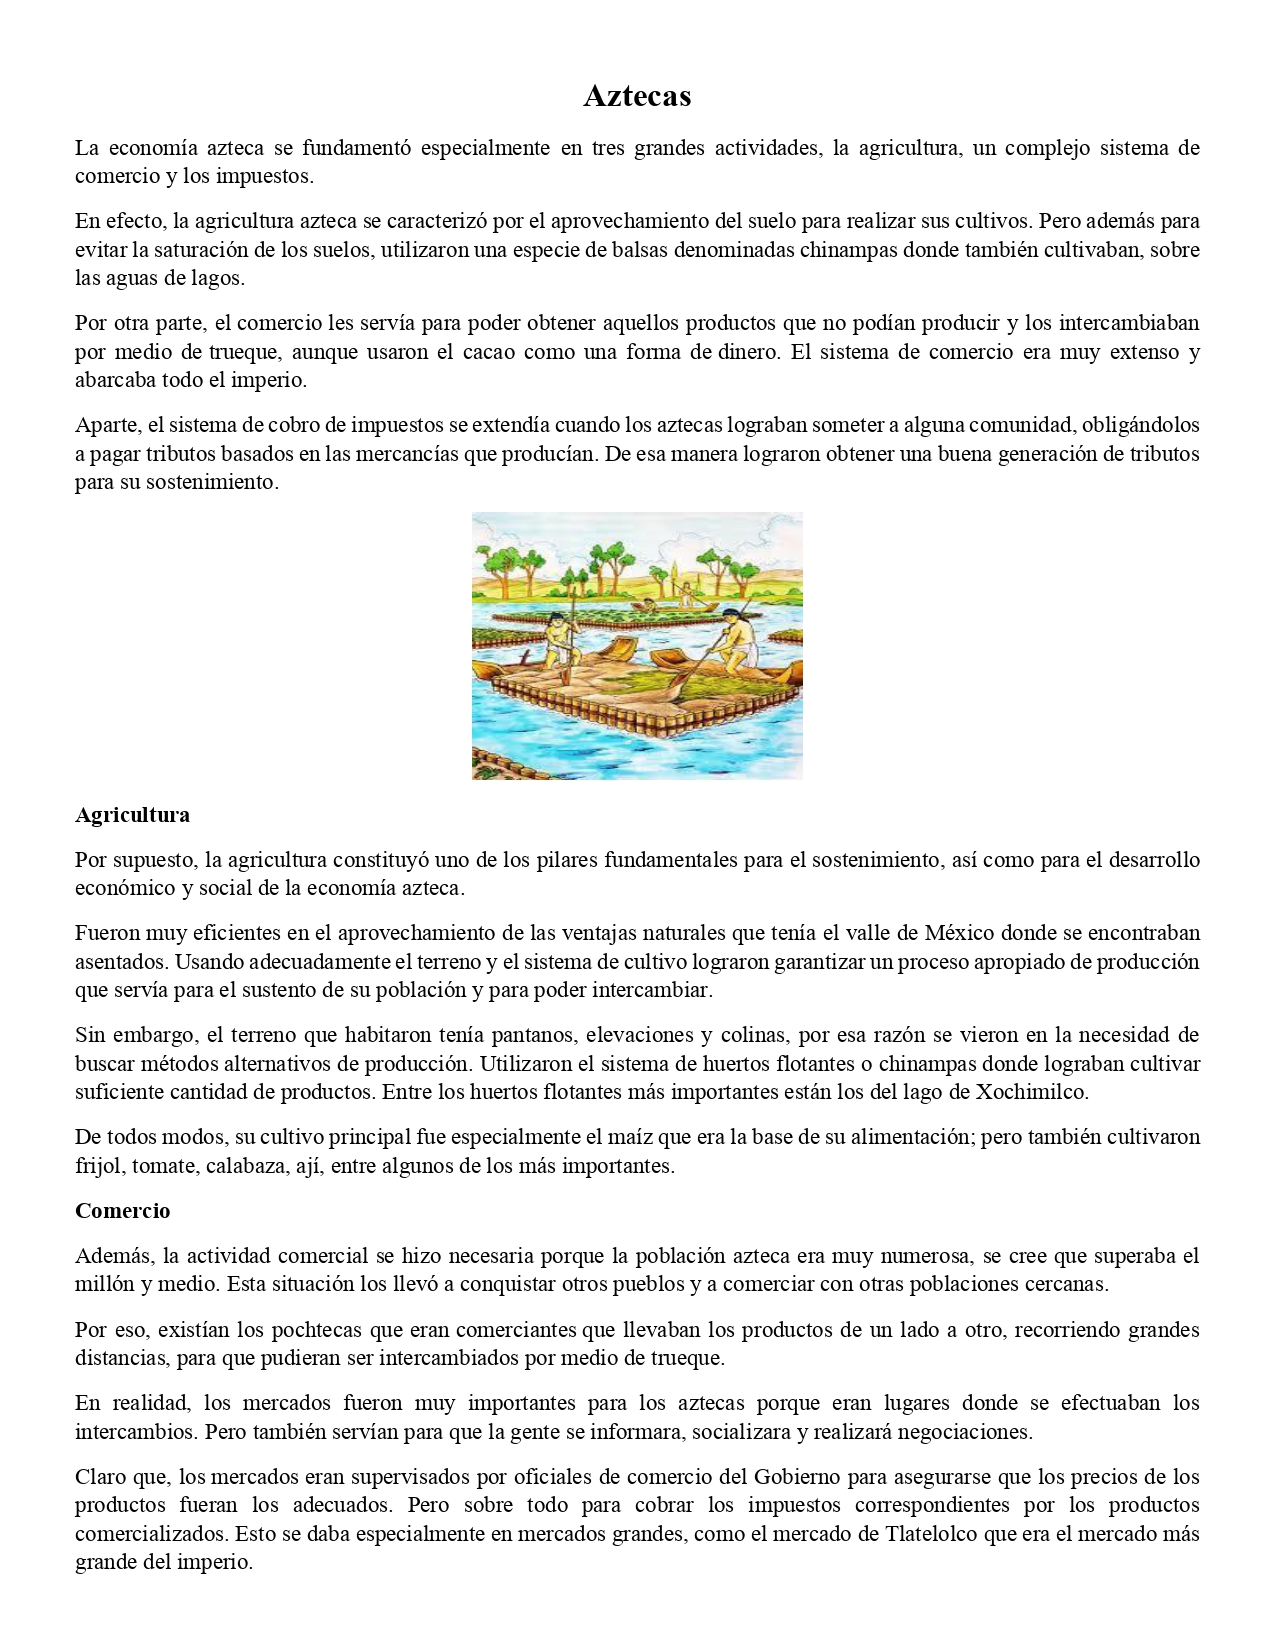 Aztecas
La economía azteca se fundamentó especialmente en tres grandes actividades, la agricultura, un complejo sistema de
comercio y los impuestos.
En efecto, la agricultura azteca se caracterizó por el aprovechamiento del suelo para realizar sus cultivos. Pero además para
evitar la saturación de los suelos, utilizaron una especie de balsas denominadas chinampas donde también cultivaban, sobre
las aguas de lagos.
Por otra parte, el comercio les servía para poder obtener aquellos productos que no podían producir y los intercambiaban
por medio de trueque, aunque usaron el cacao como una forma de dinero. El sistema de comercio era muy extenso y
abarcaba todo el imperio.
Aparte, el sistema de cobro de impuestos se extendía cuando los aztecas lograban someter a alguna comunidad, obligándolos
a pagar tributos basados en las mercancías que producían. De esa manera lograron obtener una buena generación de tributos
para su sostenimiento.
Agricultura
Por supuesto, la agricultura constituyó uno de los pilares fundamentales para el sostenimiento, así como para el desarrollo
económico y social de la economía azteca.
Fueron muy eficientes en el aprovechamiento de las ventajas naturales que tenía el valle de México donde se encontraban
asentados. Usando adecuadamente el terreno y el sistema de cultivo lograron garantizar un proceso apropiado de producción
que servía para el sustento de su población y para poder intercambiar.
Sin embargo, el terreno que habitaron tenía pantanos, elevaciones y colinas, por esa razón se vieron en la necesidad de
buscar métodos alternativos de producción. Utilizaron el sistema de huertos flotantes o chinampas donde lograban cultivar
suficiente cantidad de productos. Entre los huertos flotantes más importantes están los del lago de Xochimilco.
De todos modos, su cultivo principal fue especialmente el maíz que era la base de su alimentación; pero también cultivaron
frijol, tomate, calabaza, ají, entre algunos de los más importantes.
Comercio
Además, la actividad comercial se hizo necesaria porque la población azteca era muy numerosa, se cree que superaba el
millón y medio. Esta situación los llevó a conquistar otros pueblos y a comerciar con otras poblaciones cercanas.
Por eso, existían los pochtecas que eran comerciantes que llevaban los productos de un lado a otro, recorriendo grandes
distancias, para que pudieran ser intercambiados por medio de trueque.
En realidad, los mercados fueron muy importantes para los aztecas porque eran lugares donde se efectuaban los
intercambios. Pero también servían para que la gente se informara, socializara y realizará negociaciones.
Claro que, los mercados eran supervisados por oficiales de comercio del Gobierno para asegurarse que los precios de los
productos fueran los adecuados. Pero sobre todo para cobrar los impuestos correspondientes por los productos
comercializados. Esto se daba especialmente en mercados grandes, como el mercado de Tlatelolco que era el mercado más
grande del imperio.